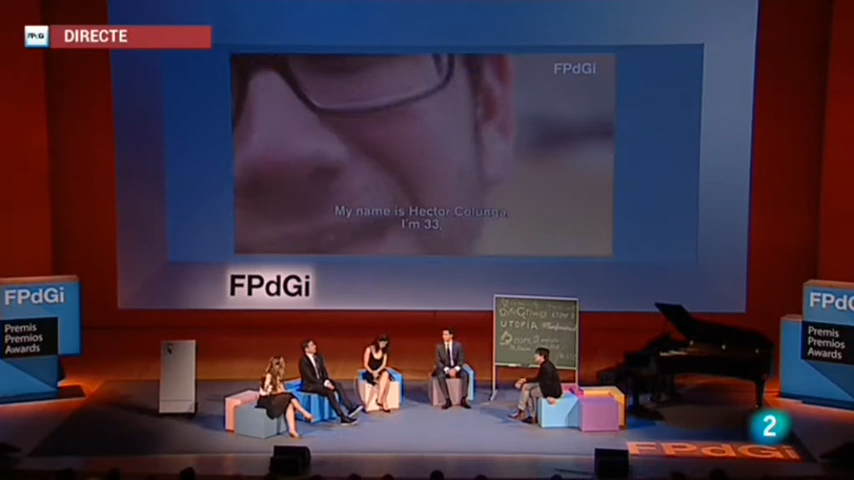 FPdGi DIRECTE
FPdGi
My name is Hector Colunga
I'm 33,
FPdGi
FPdGi
Premis
Premios
Awards
UTOPIA
FPdGi
Premis
Premios
Awards
2
FPdGi